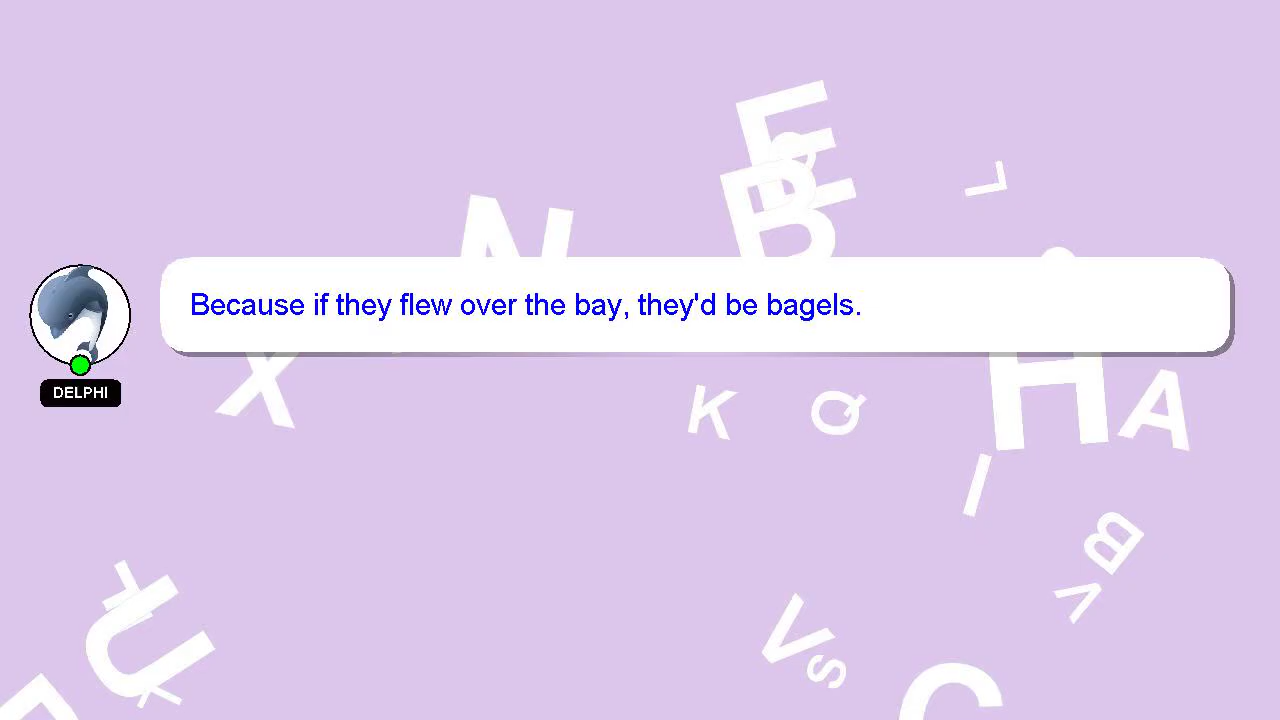 E
B
L
N
Because if they flew over the bay, they'd be bagels.
DELPHI
X
K
Q
H
A
I
B
V
U
V
S
C